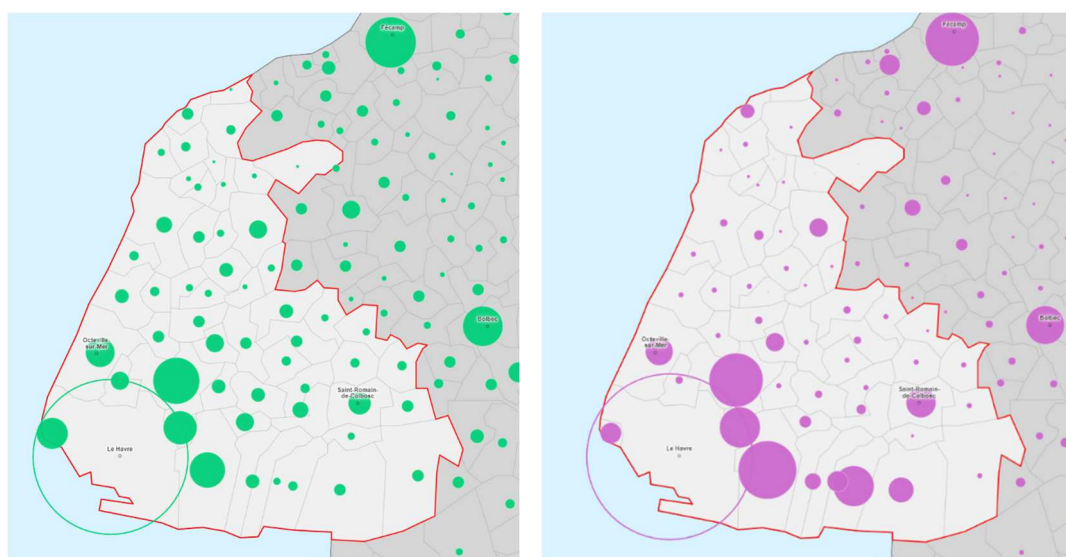 Fécamp
Bolbec
Octeville
sur-Mer
Saint-Romain-
de-Colbosc
Le Havre
Fécamp
Bolbec
Octeville
sur-Mer
Saint-Romain-
de-Colbosc
Le Havre